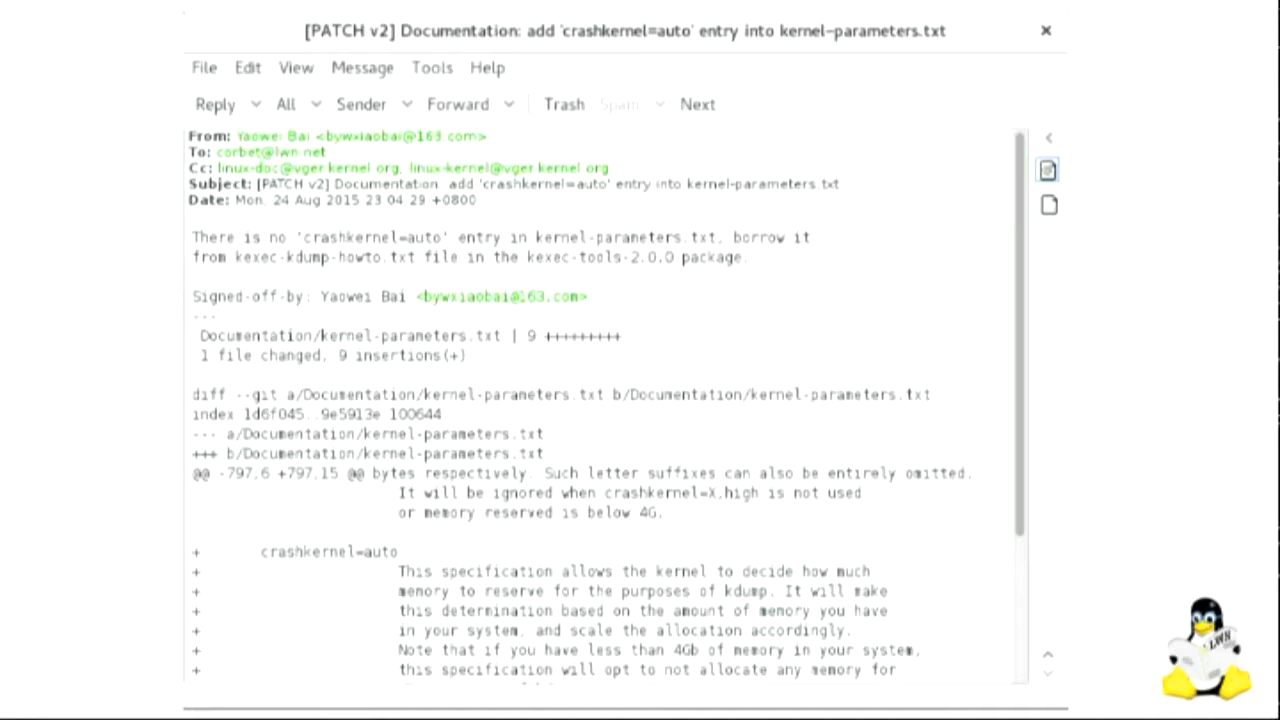 [PATCH v2] Documentation: add 'crashkernel=auto' entry into kernel-parameters.txt
File Edit View Message Tools Help
Reply All Sender Forward Trash Spam Next
From: Yaowei Bai <bywxiaobai@163.com>
To: corbet@lwn.net
Cc: linux-doc@vger.kernel.org, linux-kernel@vger.kernel.org
Subject: [PATCH v2] Documentation: add 'crashkernel=auto' entry into kernel-parameters.txt
Date: Mon, 24 Aug 2015 23:04:29 +0800
There is no 'crashkernel=auto' entry in kernel-parameters.txt, borrow it
from kexec-kdump-howto.txt file in the kexec-tools-2.0.0 package.
Signed-off-by: Yaowei Bai <bywxiaobai@163.com>
---
Documentation/kernel-parameters.txt | 9 +++++++++
1 file changed, 9 insertions(+)
diff --git a/Documentation/kernel-parameters.txt b/Documentation/kernel-parameters.txt
index 1d6f045..9e5913e 100644
--- a/Documentation/kernel-parameters.txt
+++ b/Documentation/kernel-parameters.txt
@@ -797,6 +797,15 @@ bytes respectively. Such letter suffixes can also be entirely omitted.
It will be ignored when crashkernel=X,high is not used
or memory reserved is below 4G.
+ crashkernel=auto
+ This specification allows the kernel to decide how much
+ memory to reserve for the purposes of kdump. It will make
+ this determination based on the amount of memory you have
+ in your system, and scale the allocation accordingly.
+ Note that if you have less than 4Gb of memory in your system,
+ this specification will opt to not allocate any memory for
LWN